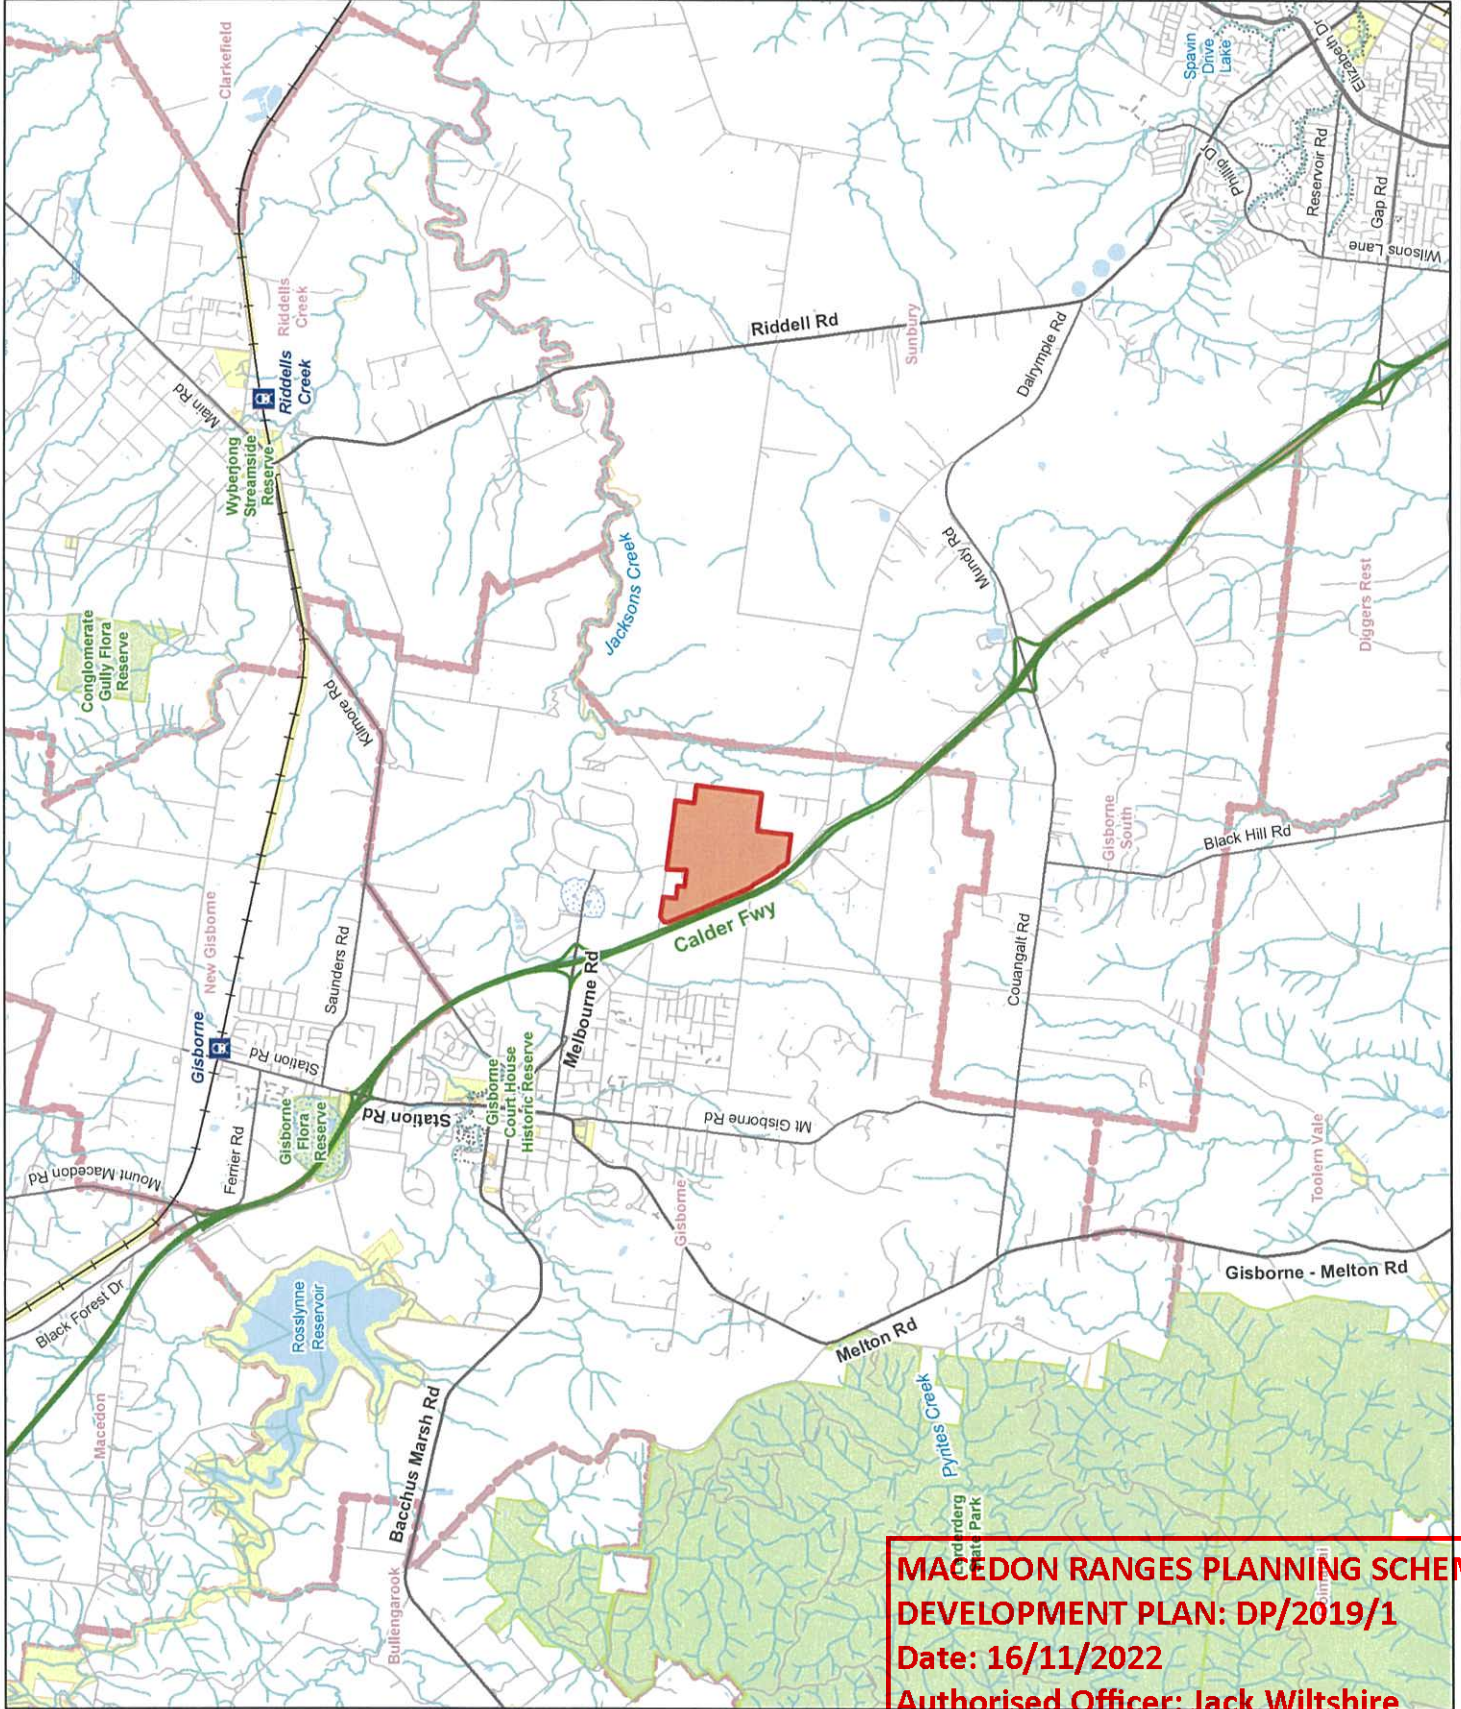 Clarkefield
Spavin
Drive
Lake
Elizabeth Dr
Phillip Dr
Reservoir Rd
Gap Rd
Wilsons Lane
Riddells
Creek
Riddells
Creek
Main Rd
Wyberjong
Streamside
Reserve
Riddell Rd
Sunbury
Dalrymple Rd
Mundy Rd
Jacksons Creek
Diggers Rest
Conglomerate
Gully Flora
Reserve
Kilmore Rd
New Gisborne
Saunders Rd
Calder Fwy
Gisborne
South
Black Hill Rd
Couangalt Rd
Gisborne
Station Rd
Melbourne Rd
Gisborne
Court House
Historic Reserve
Station Rd
Gisborne
Flora
Reserve
Ferrier Rd
Mount Macedon Rd
Mt Gisborne Rd
Gisborne
Toolern Vale
Black Forest Dr
Rosslynne
Reservoir
Gisborne - Melton Rd
Melton Rd
Macedon
Bacchus Marsh Rd
Pyrites Creek
Bullengarook
State Park
MACEDON RANGES PLANNING SCHEM
DEVELOPMENT PLAN: DP/2019/1
Date: 16/11/2022
Authorised Officer: Jack Wiltshire